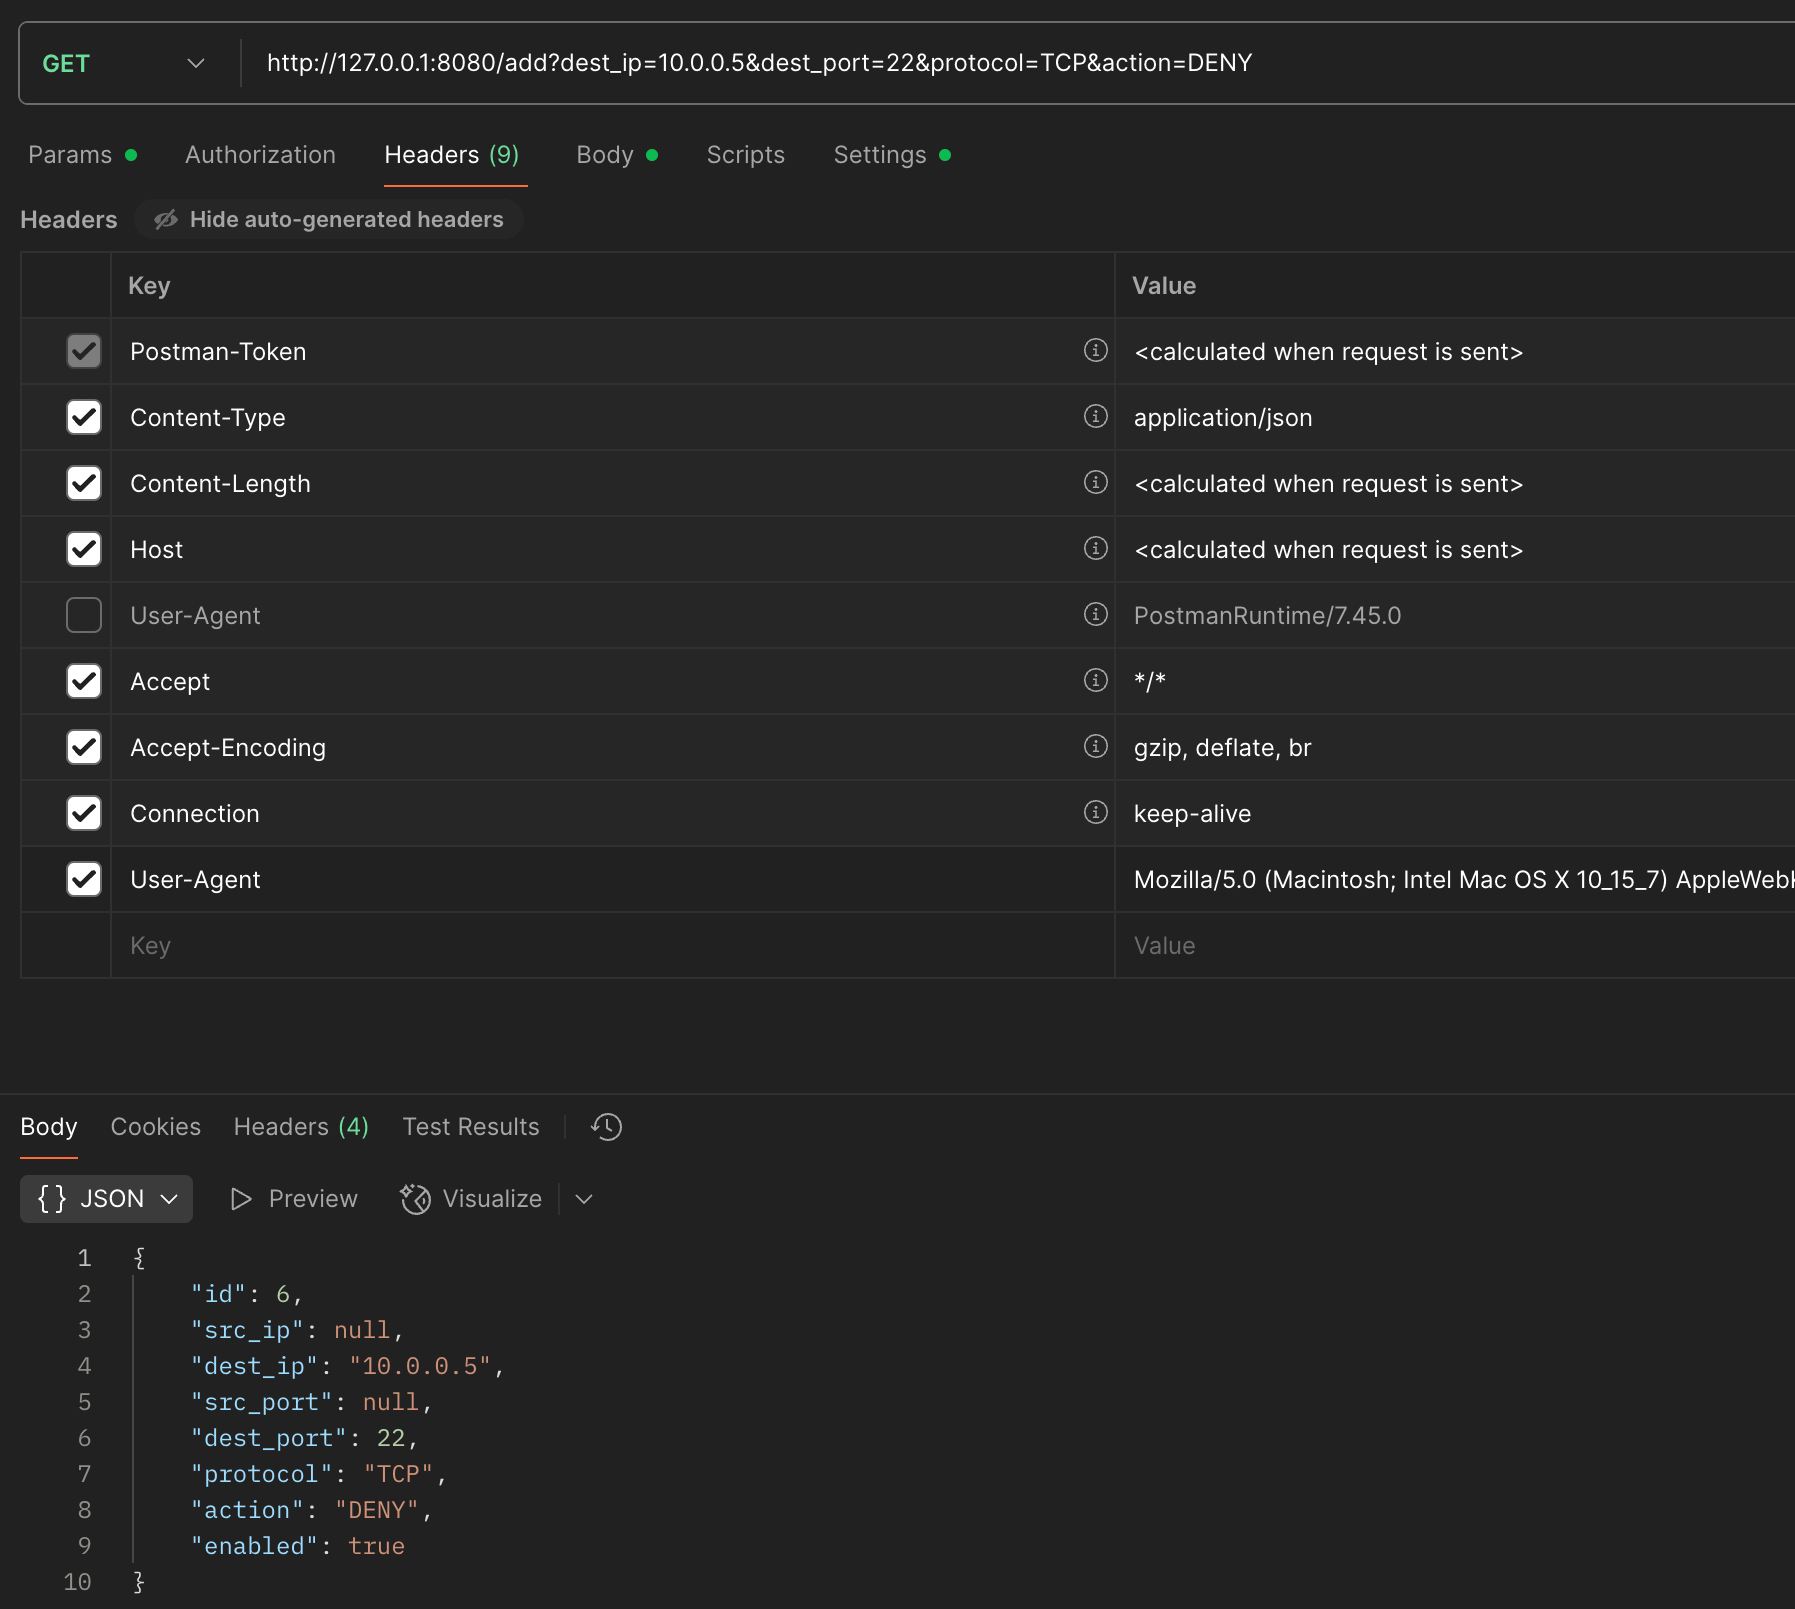 GET http://127.0.0.1:8080/add?dest_ip=10.0.0.5&dest_port=22&protocol=TCP&action=DENY
Params Authorization Headers (9) Body Scripts Settings
Headers Hide auto-generated headers
Key Value
Postman-Token <calculated when request is sent>
Content-Type application/json
Content-Length <calculated when request is sent>
Host <calculated when request is sent>
User-Agent PostmanRuntime/7.45.0
Accept */*
Accept-Encoding gzip, deflate, br
Connection keep-alive
User-Agent Mozilla/5.0 (Macintosh; Intel Mac OS X 10_15_7) AppleWeb
Key Value
Body Cookies Headers (4) Test Results
{} JSON Preview Visualize
1 {
2 "id": 6,
3 "src_ip": null,
4 "dest_ip": "10.0.0.5",
5 "src_port": null,
6 "dest_port": 22,
7 "protocol": "TCP",
8 "action": "DENY",
9 "enabled": true
10 }